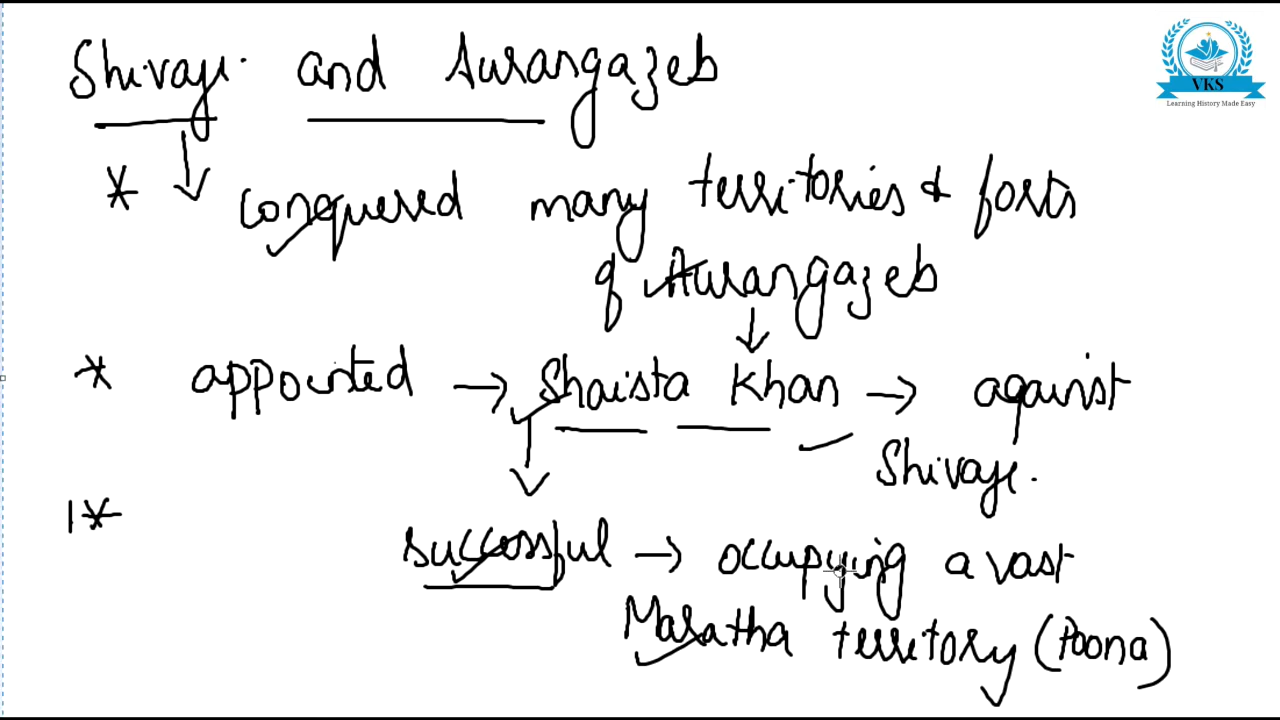 Shivaji and Aurangazeb
VKS
Learning History Made Easy
* conquered many territories & forts
of Aurangazeb
* appointed → Shaista Khan → against
Shivaji.
*
successful → occupying a vast
Maratha territory (Poona)